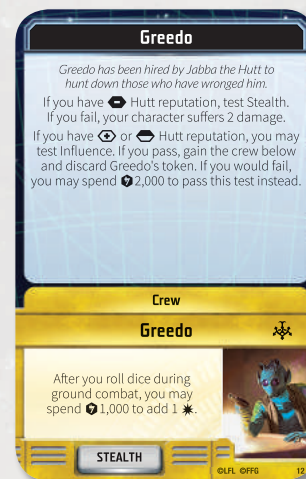 Greedo
Greedo has been hired by Jabba the Hutt to
hunt down those who have wronged him.
If you have Hutt reputation, test Stealth.
If you fail, your character suffers 2 damage.
If you have or Hutt reputation, you may
test Influence. If you pass, gain the crew below
and discard Greedo's token. If you would fail,
you may spend 2,000 to pass this test instead.
Crew
Greedo
After you roll dice during
ground combat, you may
spend 1,000 to add 1 .
STEALTH
©LFL ©FFG 12